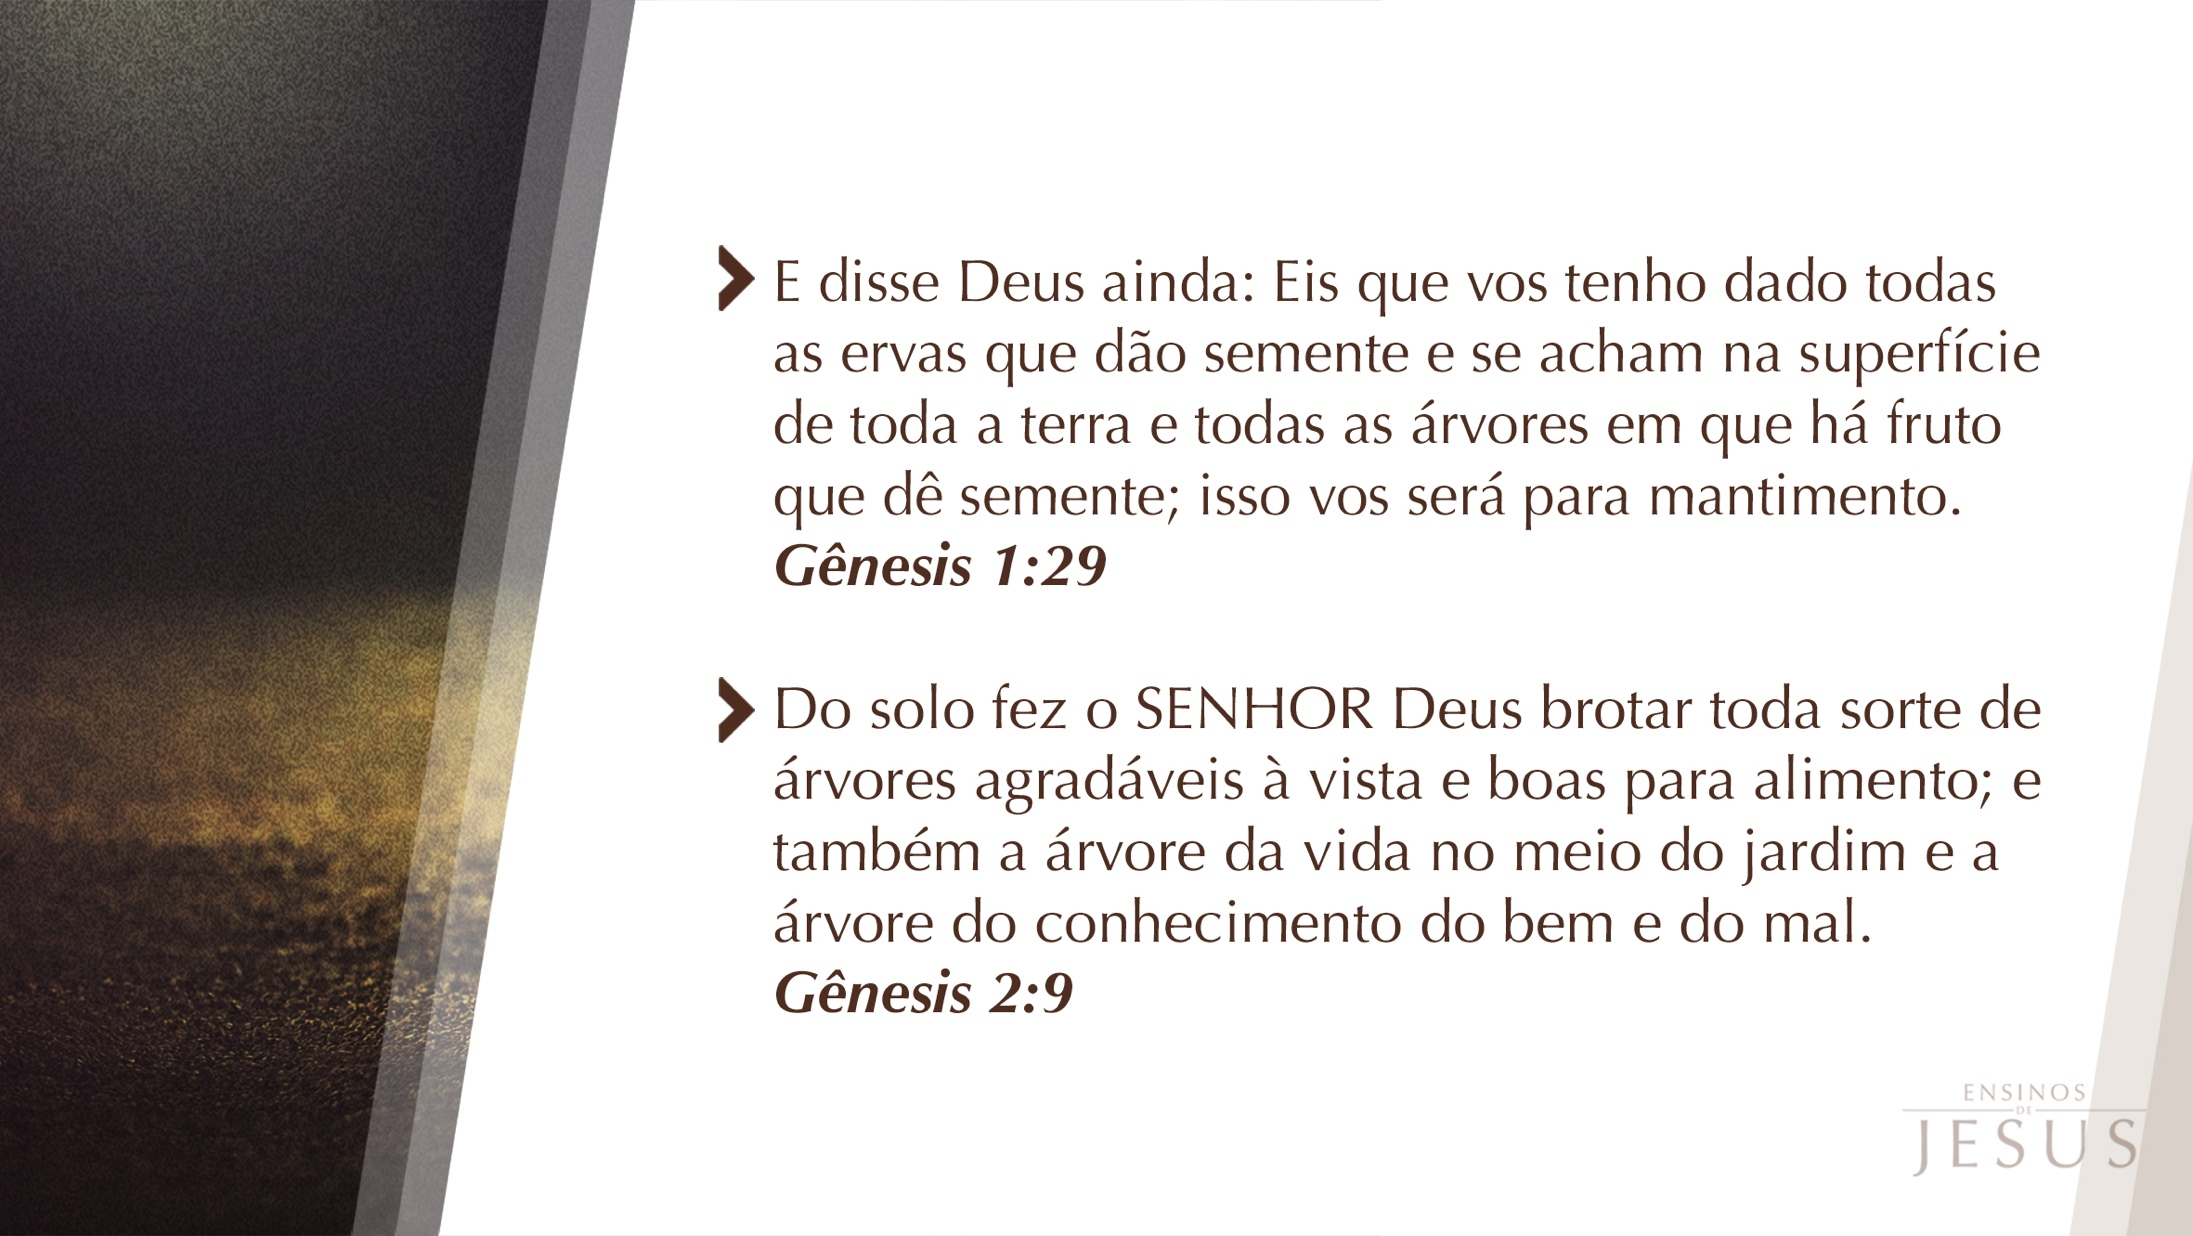 E disse Deus ainda: Eis que vos tenho dado todas
as ervas que dão semente e se acham na superfície
de toda a terra e todas as árvores em que há fruto
que dê semente; isso vos será para mantimento.
Gênesis 1:29
Do solo fez o SENHOR Deus brotar toda sorte de
árvores agradáveis à vista e boas para alimento; e
também a árvore da vida no meio do jardim e a
árvore do conhecimento do bem e do mal.
Gênesis 2:9
ENSINOS
DE
JESUS